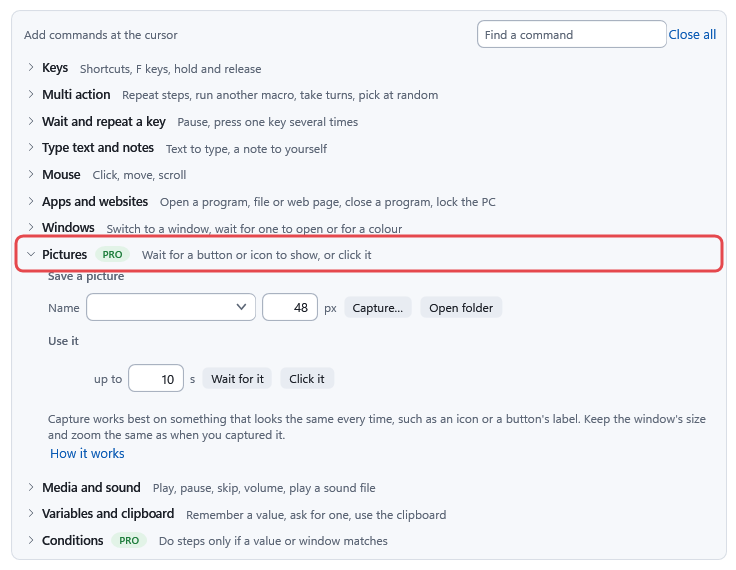 Add commands at the cursor
Find a command
Close all
Keys Shortcuts, F keys, hold and release
Multi action Repeat steps, run another macro, take turns, pick at random
Wait and repeat a key Pause, press one key several times
Type text and notes Text to type, a note to yourself
Mouse Click, move, scroll
Apps and websites Open a program, file or web page, close a program, lock the PC
Windows Switch to a window, wait for one to open or for a colour
Pictures PRO Wait for a button or icon to show, or click it
Save a picture
Name 48 px Capture... Open folder
Use it
up to 10 s Wait for it Click it
Capture works best on something that looks the same every time, such as an icon or a button's label. Keep the window's size
and zoom the same as when you captured it.
How it works
Media and sound Play, pause, skip, volume, play a sound file
Variables and clipboard Remember a value, ask for one, use the clipboard
Conditions PRO Do steps only if a value or window matches